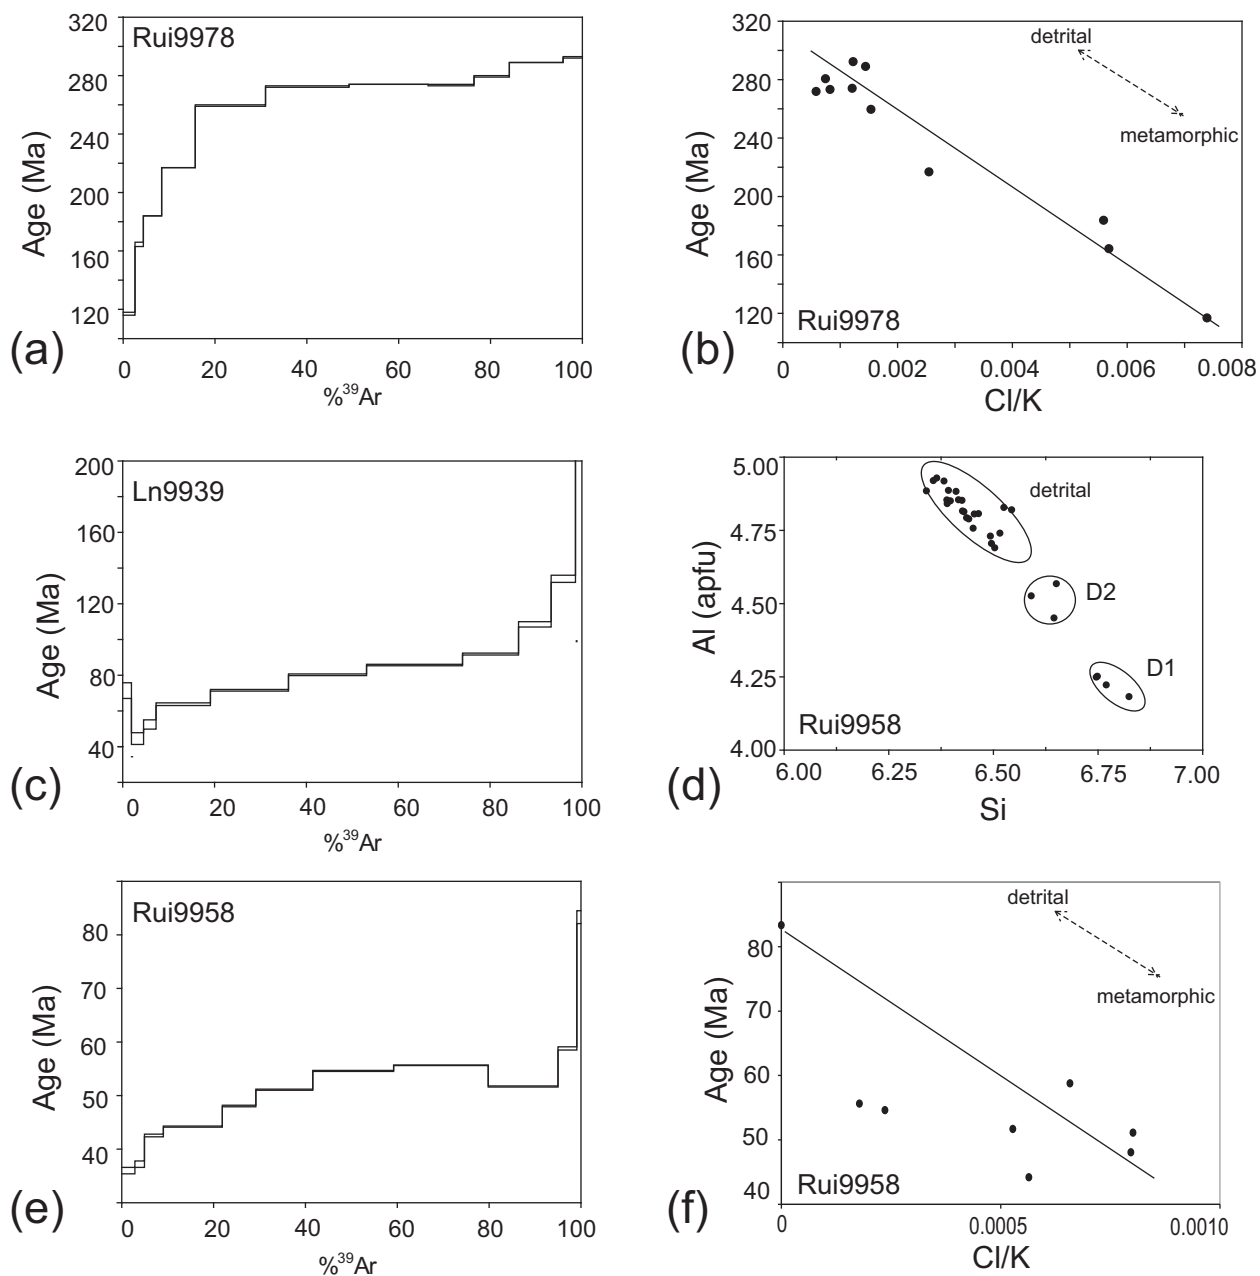 Rui9978
320
280
240
200
160
120
Age (Ma)
0 20 40 60 80 100
%39Ar
(a)
320
280
240
200
160
120
Age (Ma)
detrital
metamorphic
Rui9978
0 0.002 0.004 0.006 0.008
Cl/K
(b)
Ln9939
200
160
120
80
40
Age (Ma)
0 20 40 60 80 100
%39Ar
(c)
5.00
4.75
4.50
4.25
4.00
Al (apfu)
detrital
D2
D1
Rui9958
6.00 6.25 6.50 6.75 7.00
Si
(d)
Rui9958
80
70
60
50
40
Age (Ma)
0 20 40 60 80 100
%39Ar
(e)
80
70
60
50
40
Age (Ma)
detrital
metamorphic
Rui9958
0 0.0005 0.0010
Cl/K
(f)